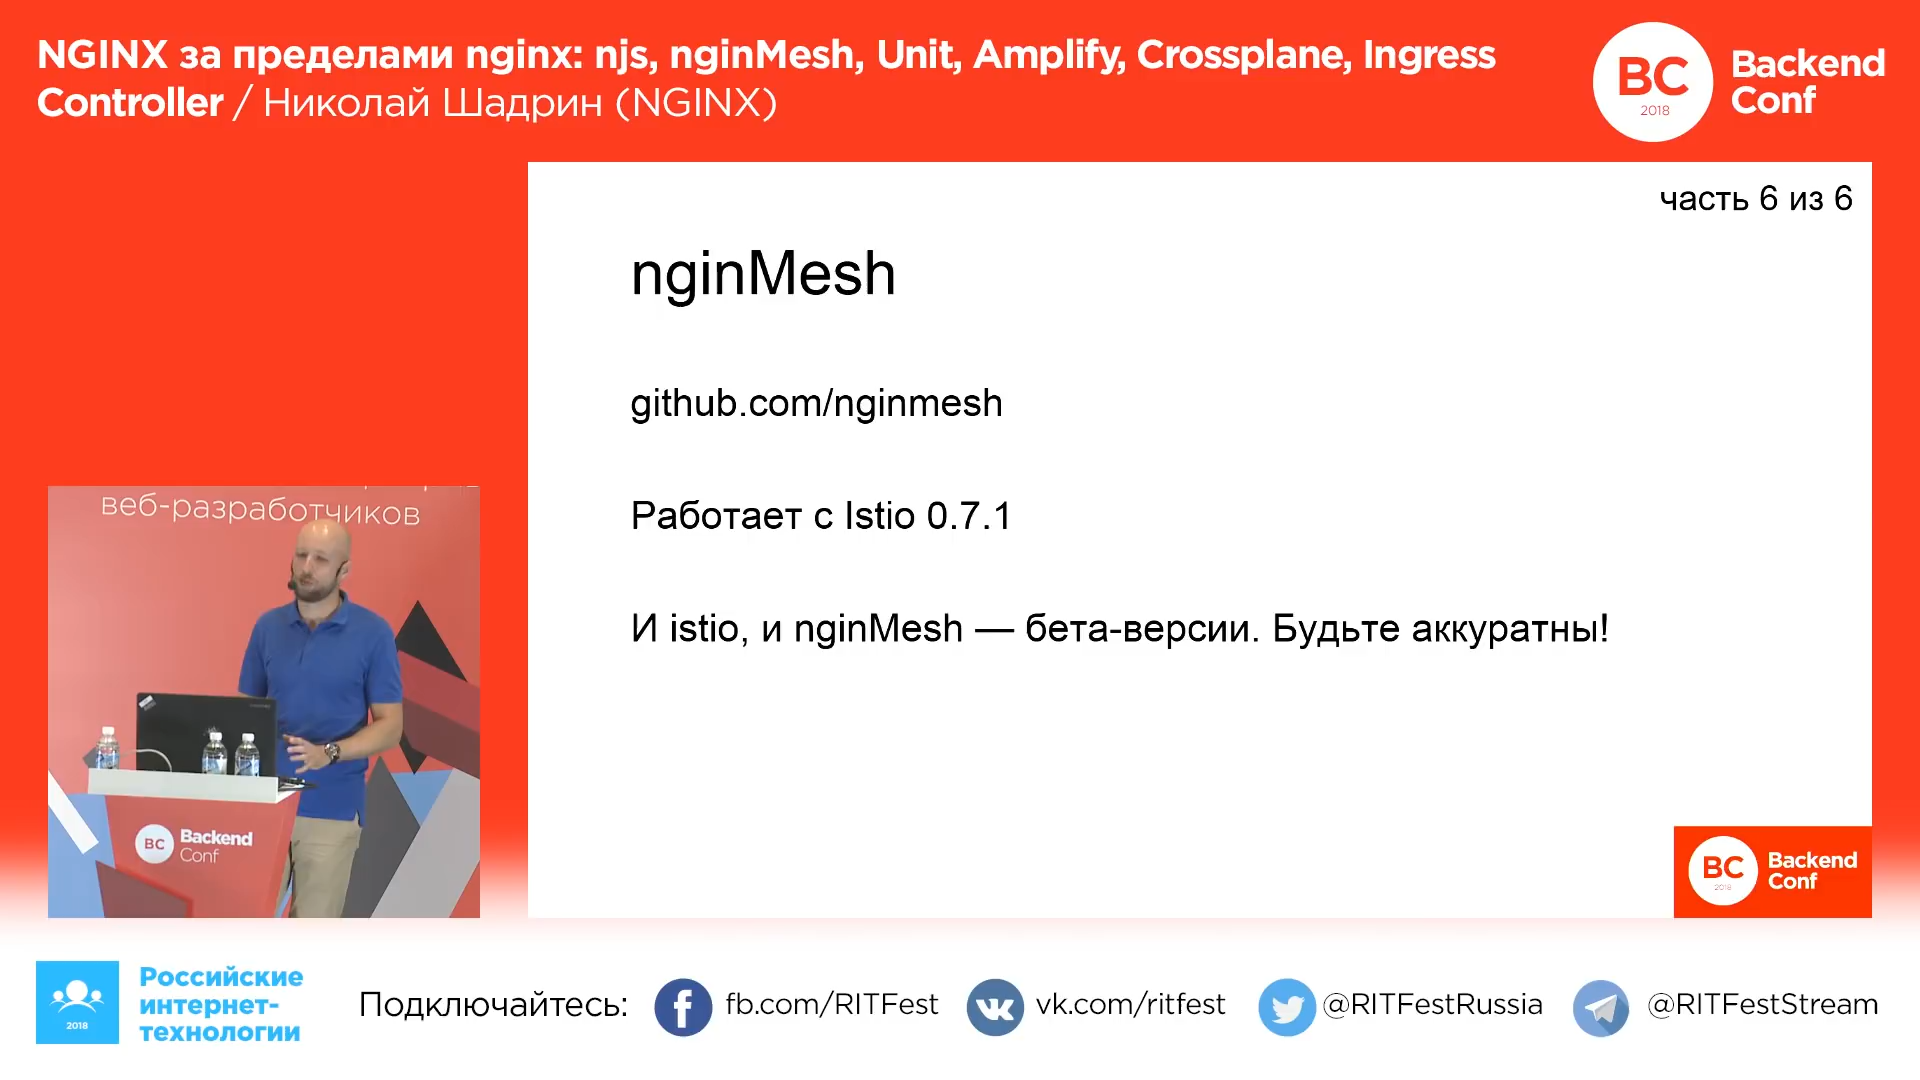 NGINX за пределами nginx: njs, nginMesh, Unit, Amplify, Crossplane, Ingress
Controller / Николай Шадрин (NGINX)
BC
2018
Backend
Conf
часть 6 из 6
nginMesh
github.com/nginmesh
Работает с Istio 0.7.1
И istio, и nginMesh — бета-версии. Будьте аккуратны!
BC
2018
Backend
Conf
веб-разработчиков
BC
Backend
Conf
2018
Российские
интернет-
технологии
Подключайтесь:
fb.com/RITFest
vk.com/ritfest
@RITFestRussia
@RITFestStream